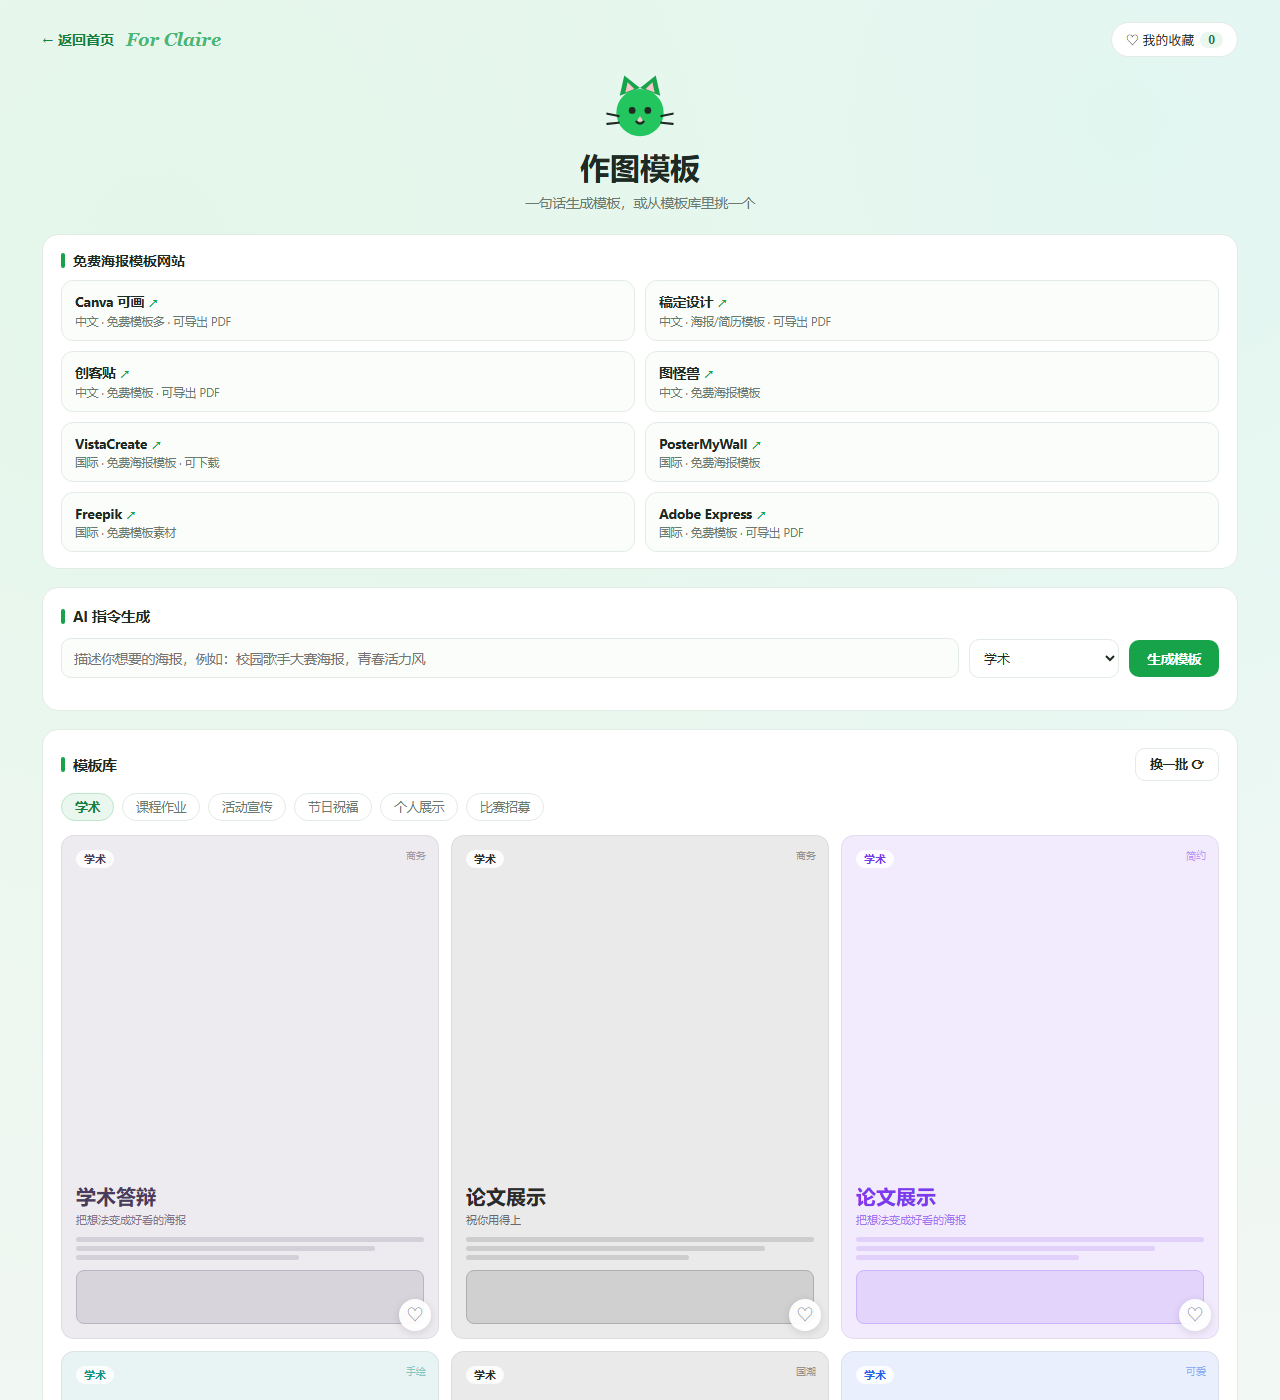 ← 返回首页 For Claire
♡ 我的收藏 0
作图模板
一句话生成模板，或从模板库里挑一个
免费海报模板网站
Canva 可画 ↗
中文 · 免费模板多 · 可导出 PDF
稿定设计 ↗
中文 · 海报/简历模板 · 可导出 PDF
创客贴 ↗
中文 · 免费模板 · 可导出 PDF
图怪兽 ↗
中文 · 免费海报模板
VistaCreate ↗
国际 · 免费海报模板 · 可下载
PosterMyWall ↗
国际 · 免费海报模板
Freepik ↗
国际 · 免费模板素材
Adobe Express ↗
国际 · 免费模板 · 可导出 PDF
AI 指令生成
描述你想要的海报，例如：校园歌手大赛海报，青春活力风
学术
生成模板
模板库
换一批 ⟳
学术 课程作业 活动宣传 节日祝福 个人展示 比赛招募
学术 商务
学术答辩
把想法变成好看的海报
学术 商务
论文展示
祝你用得上
学术 简约
论文展示
把想法变成好看的海报
学术 手绘
学术 国潮
学术 可爱